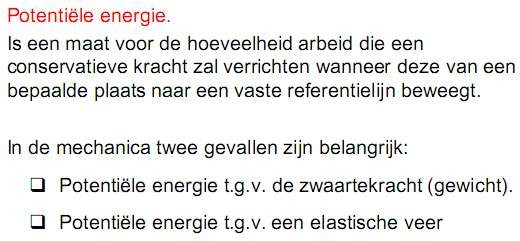 Potentiële energie.
Is een maat voor de hoeveelheid arbeid die een
conservatieve kracht zal verrichten wanneer deze van een
bepaalde plaats naar een vaste referentielijn beweegt.
In de mechanica twee gevallen zijn belangrijk:
❑ Potentiële energie t.g.v. de zwaartekracht (gewicht).
❑ Potentiële energie t.g.v. een elastische veer